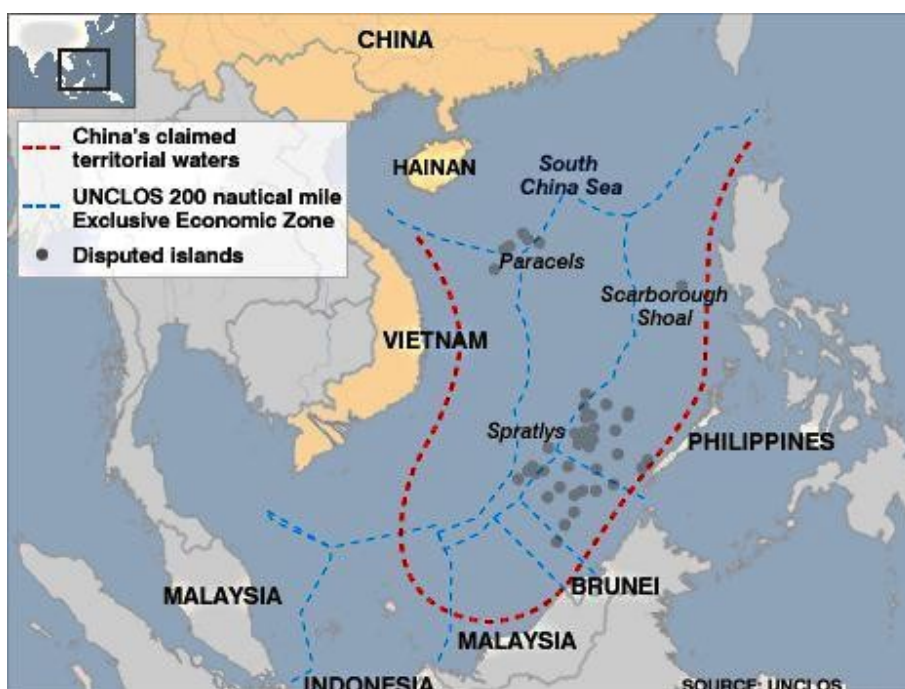 CHINA
China's claimed
territorial waters
UNCLOS 200 nautical mile
Exclusive Economic Zone
Disputed islands
HAINAN
South
China Sea
Paracels
Scarborough
Shoal
VIETNAM
Spratlys
PHILIPPINES
MALAYSIA
BRUNEI
MALAYSIA
INDONESIA
SOURCE: UNCLOS